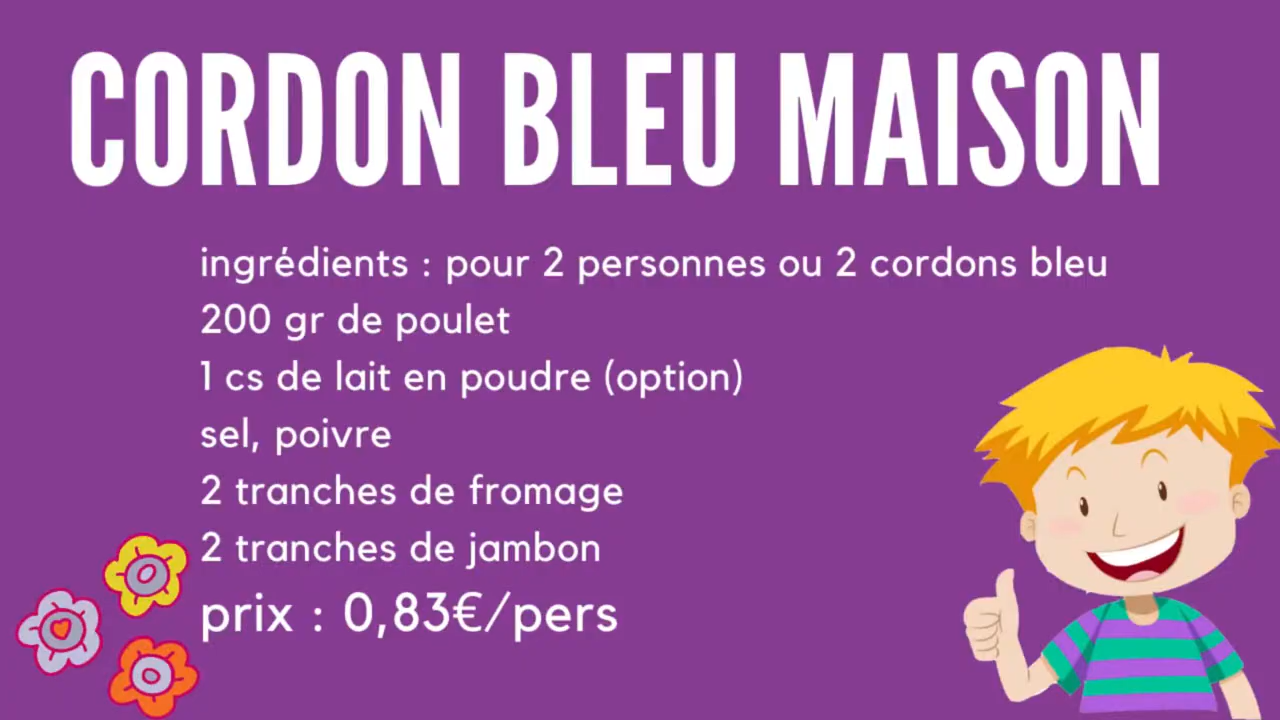 CORDON BLEU MAISON
ingrédients : pour 2 personnes ou 2 cordons bleu
200 gr de poulet
1 cs de lait en poudre (option)
sel, poivre
2 tranches de fromage
2 tranches de jambon
prix : 0,83€/pers